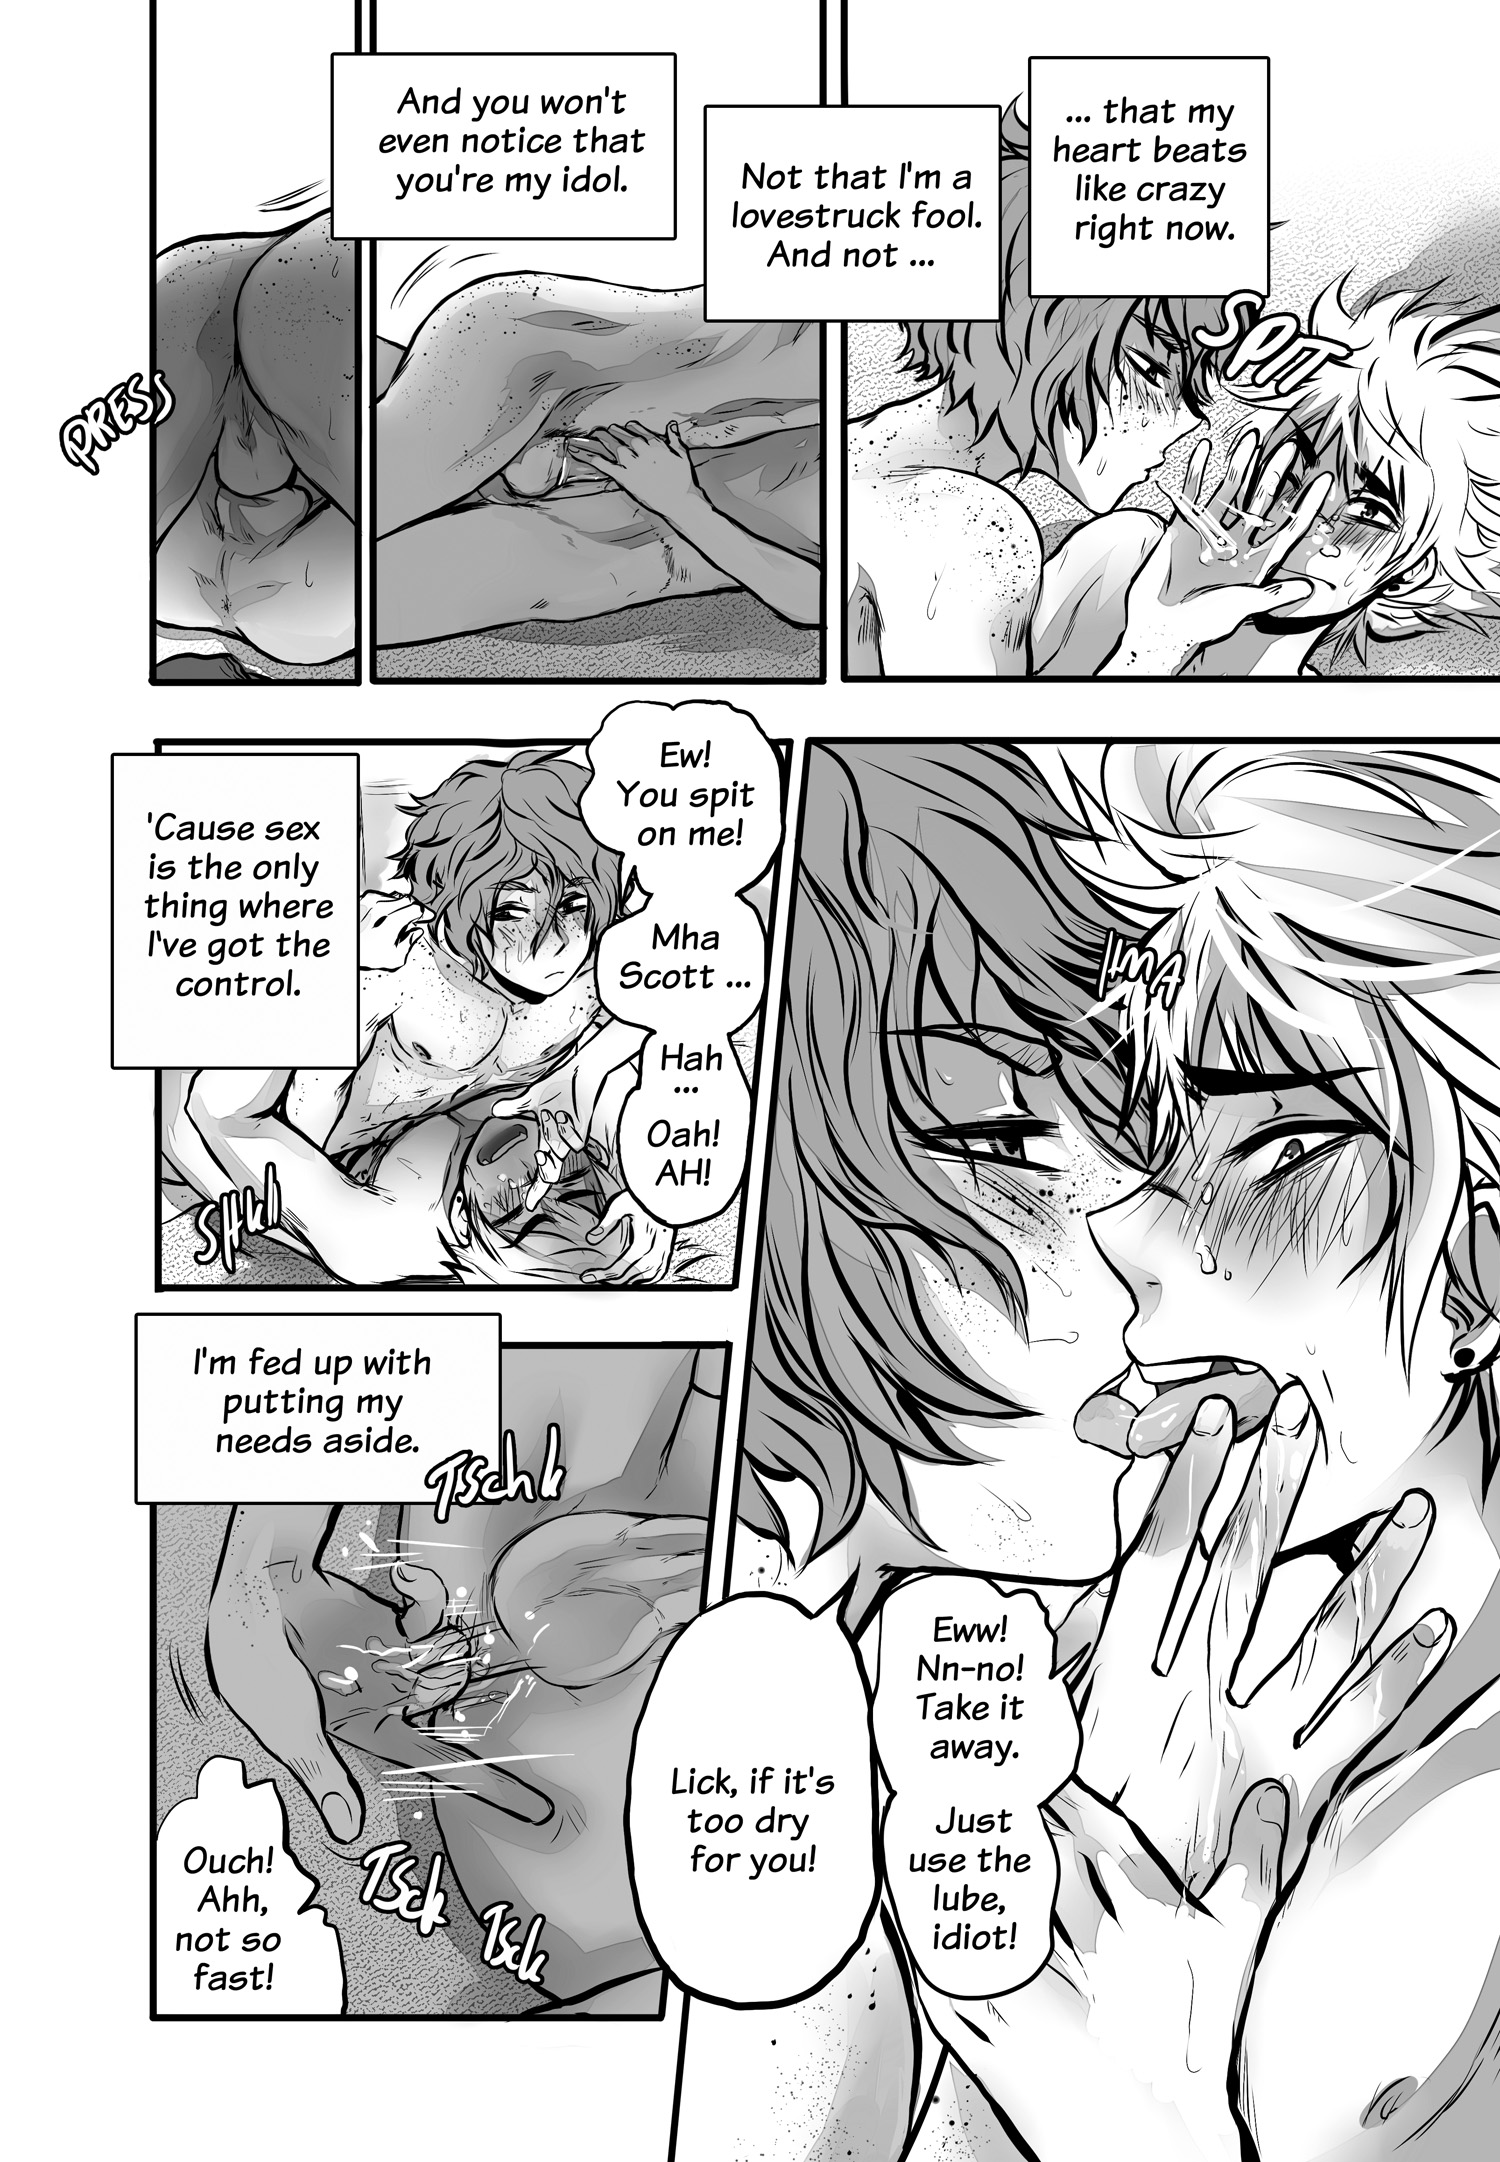 And you won't
even notice that
you're my idol.
Not that I'm a
lovestruck fool.
And not ...
... that my
heart beats
like crazy
right now.
PRESS
SPIT
'Cause sex
is the only
thing where
I've got the
control.
Ew!
You spit
on me!
Mha
Scott ...
Hah
...
Oah!
AH!
HMA
I'm fed up with
putting my
needs aside.
TSchk
Lick, if it's
too dry
for you!
Eww!
Nn-no!
Take it
away.
Just
use the
lube,
idiot!
Ouch!
Ahh,
not so
fast!
TSck
TSck